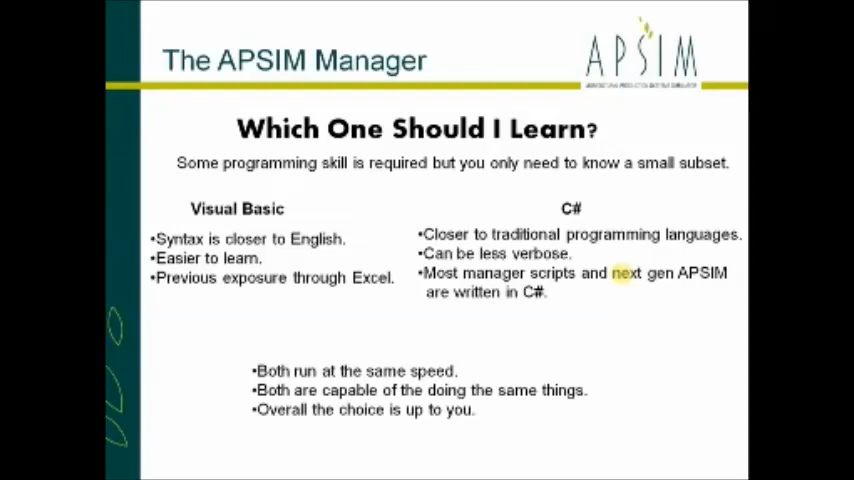 The APSIM Manager
APSIM
Which One Should I Learn?
Some programming skill is required but you only need to know a small subset.
Visual Basic
•Syntax is closer to English.
•Easier to learn.
•Previous exposure through Excel.
C#
•Closer to traditional programming languages.
•Can be less verbose.
•Most manager scripts and next gen APSIM
are written in C#.
•Both run at the same speed.
•Both are capable of the doing the same things.
•Overall the choice is up to you.